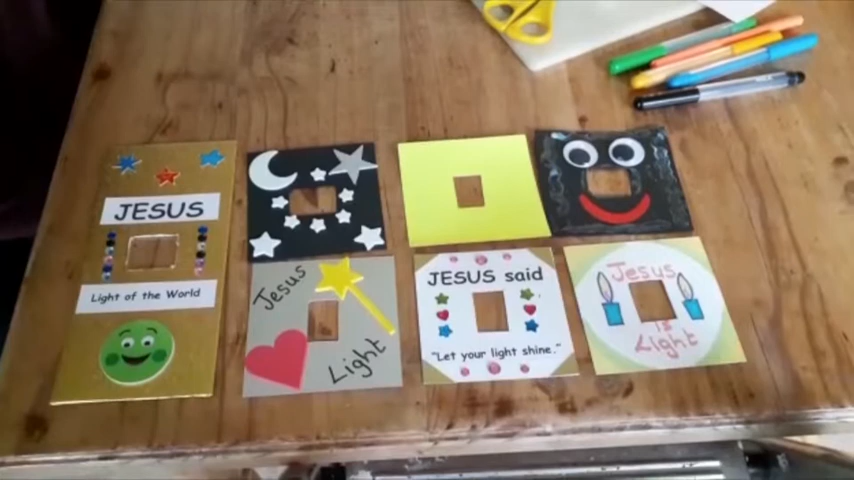 JESUS
Light of the World
Jesus
Light
JESUS said
"Let your light shine."
Jesus
is
Light